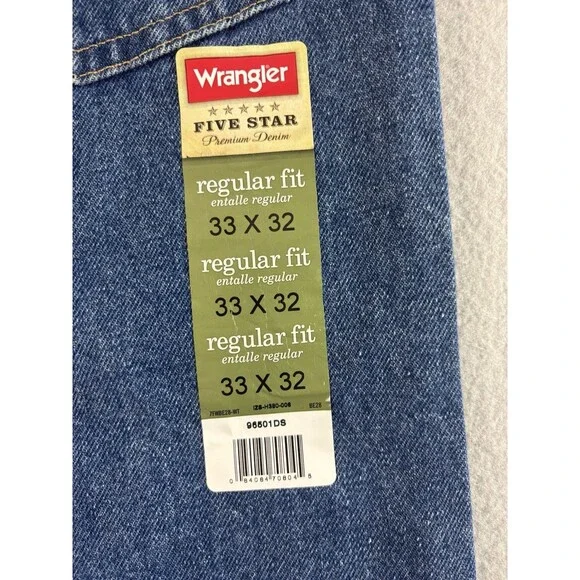 Wrangler
FIVE STAR
Premium Denim
regular fit
entalle regular
33 X 32
regular fit
entalle regular
33 X 32
regular fit
entalle regular
33 X 32
96501DS